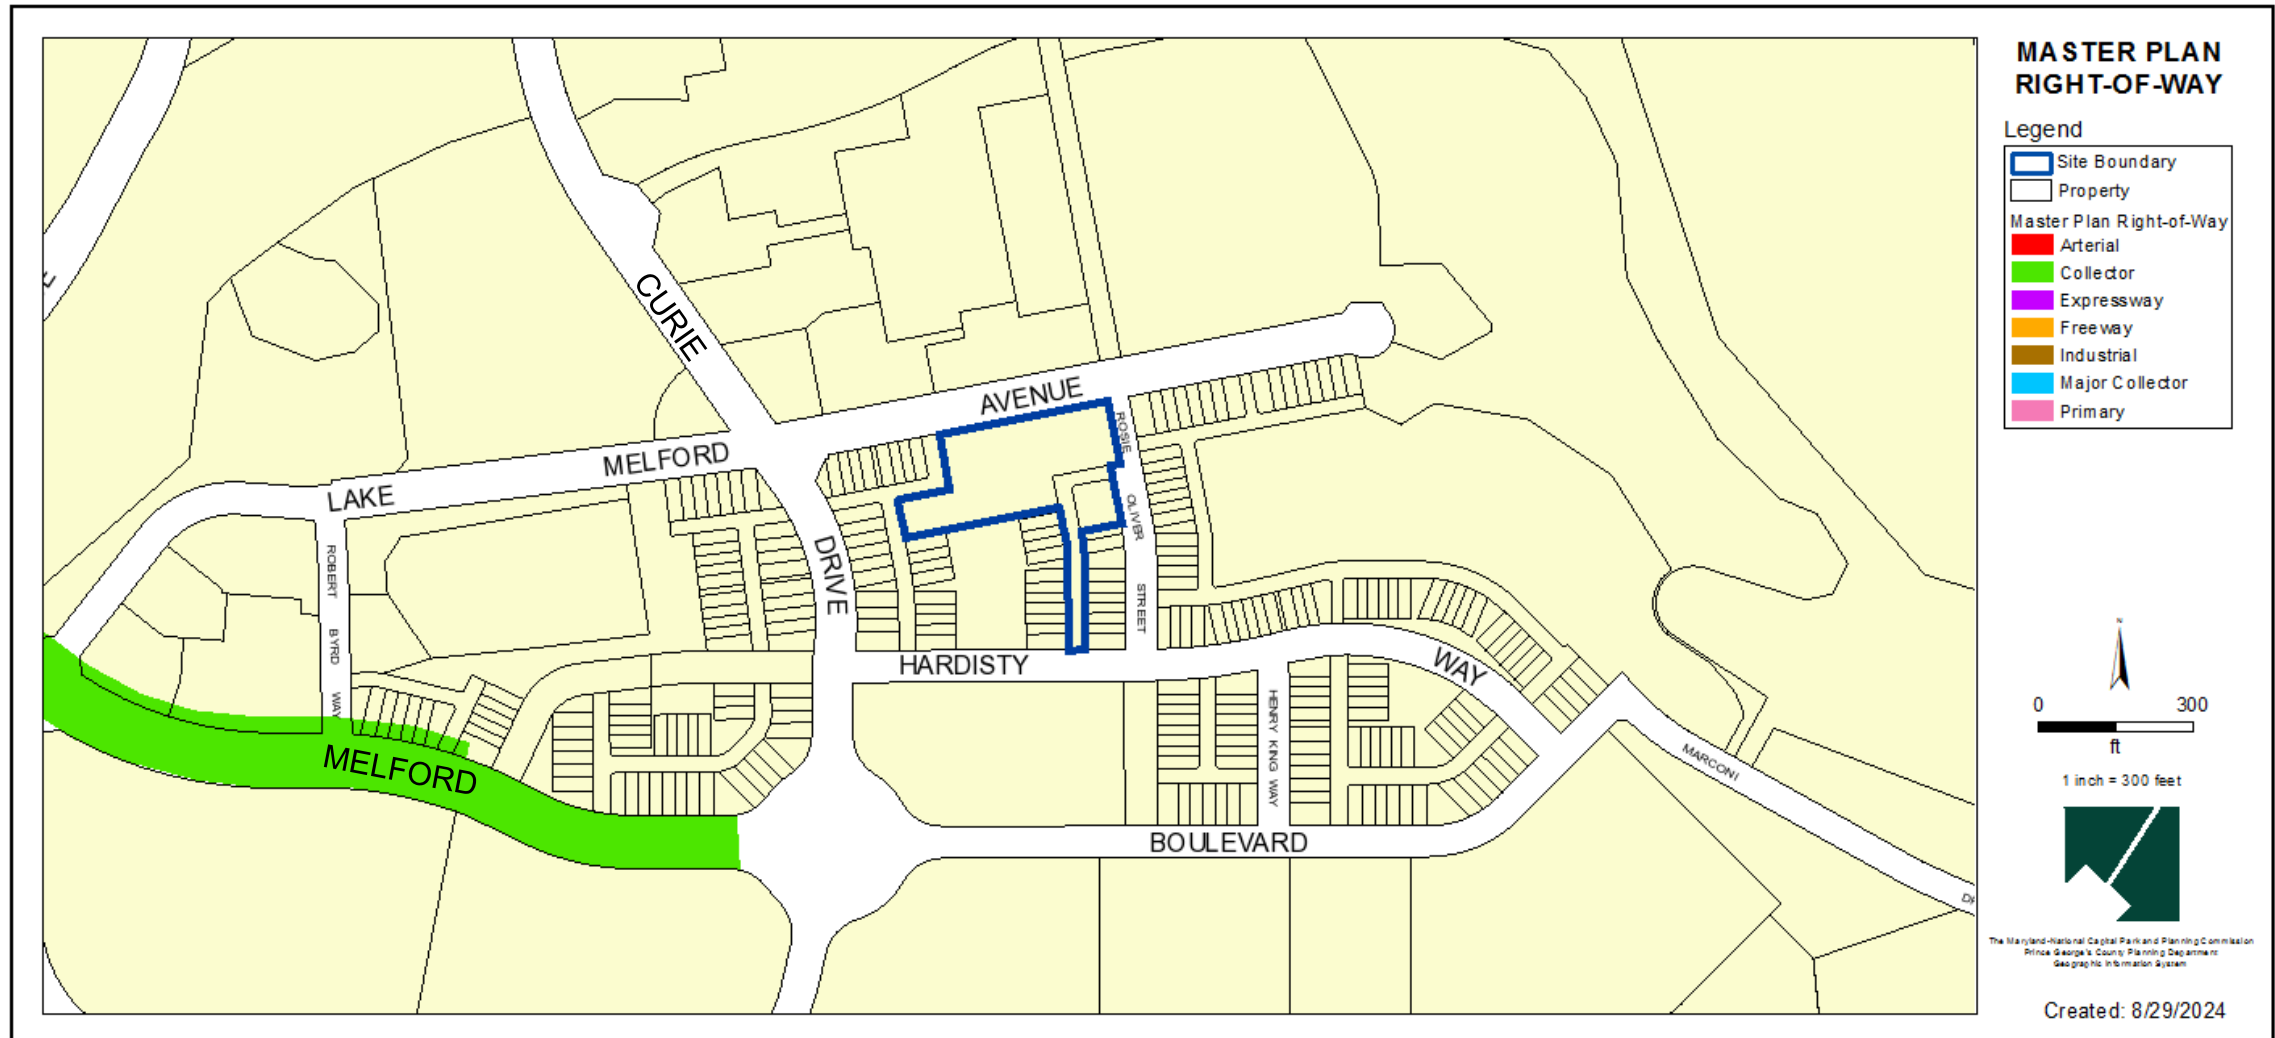 MASTER PLAN
RIGHT-OF-WAY
Legend
Site Boundary
Property
Master Plan Right-of-Way
Arterial
Collector
Expressway
Freeway
Industrial
Major Collector
Primary
CURIE
DRIVE
LAKE
MELFORD
AVENUE
ROSIE
OLIVER
STREET
ROBERT
BYRD
WAY
HARDISTY
WAY
HENRY KING WAY
MELFORD
BOULEVARD
MARCONI
N
0 300
ft
1 inch = 300 feet
The Maryland-National Capital Park and Planning Commission
Prince George's County Planning Department
Geographic Information System
Created: 8/29/2024